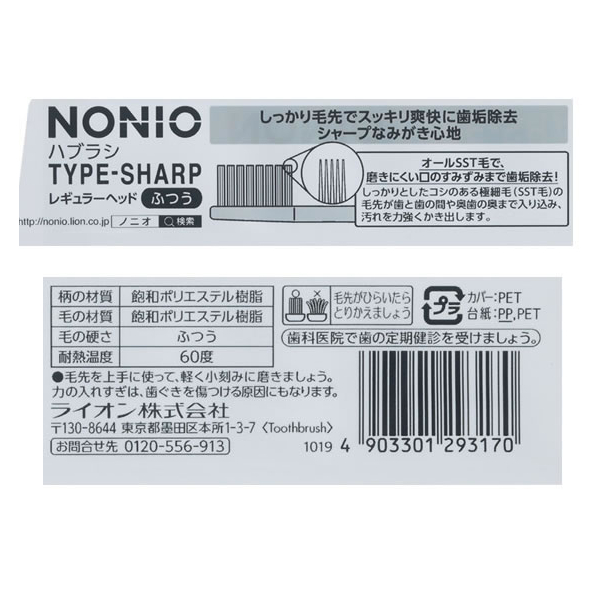 NONIO
ハブラシ
TYPE-SHARP
レギュラーヘッド ふつう
http://nonio.lion.co.jp ノニオ 検索
しっかり毛先でスッキリ爽快に歯垢除去
シャープなみがき心地
オールSST毛で、
磨きにくい口のすみずみまで歯垢除去!
しっかりとしたコシのある極細毛(SST毛)の
毛先が歯と歯の間や奥歯の奥まで入り込み、
汚れを力強くかき出します。
柄の材質 飽和ポリエステル樹脂
毛の材質 飽和ポリエステル樹脂
毛の硬さ ふつう
耐熱温度 60度
毛先がひらいたら
とりかえましょう
プラ
カバー:PET
台紙:PP,PET
歯科医院で歯の定期健診を受けましょう。
●毛先を上手に使って、軽く小刻みに磨きましょう。
力の入れすぎは、歯ぐきを傷つける原因にもなります。
ライオン株式会社
〒130-8644 東京都墨田区本所1-3-7 〈Toothbrush〉
お問合せ先 0120-556-913
1019
4 903301 293170